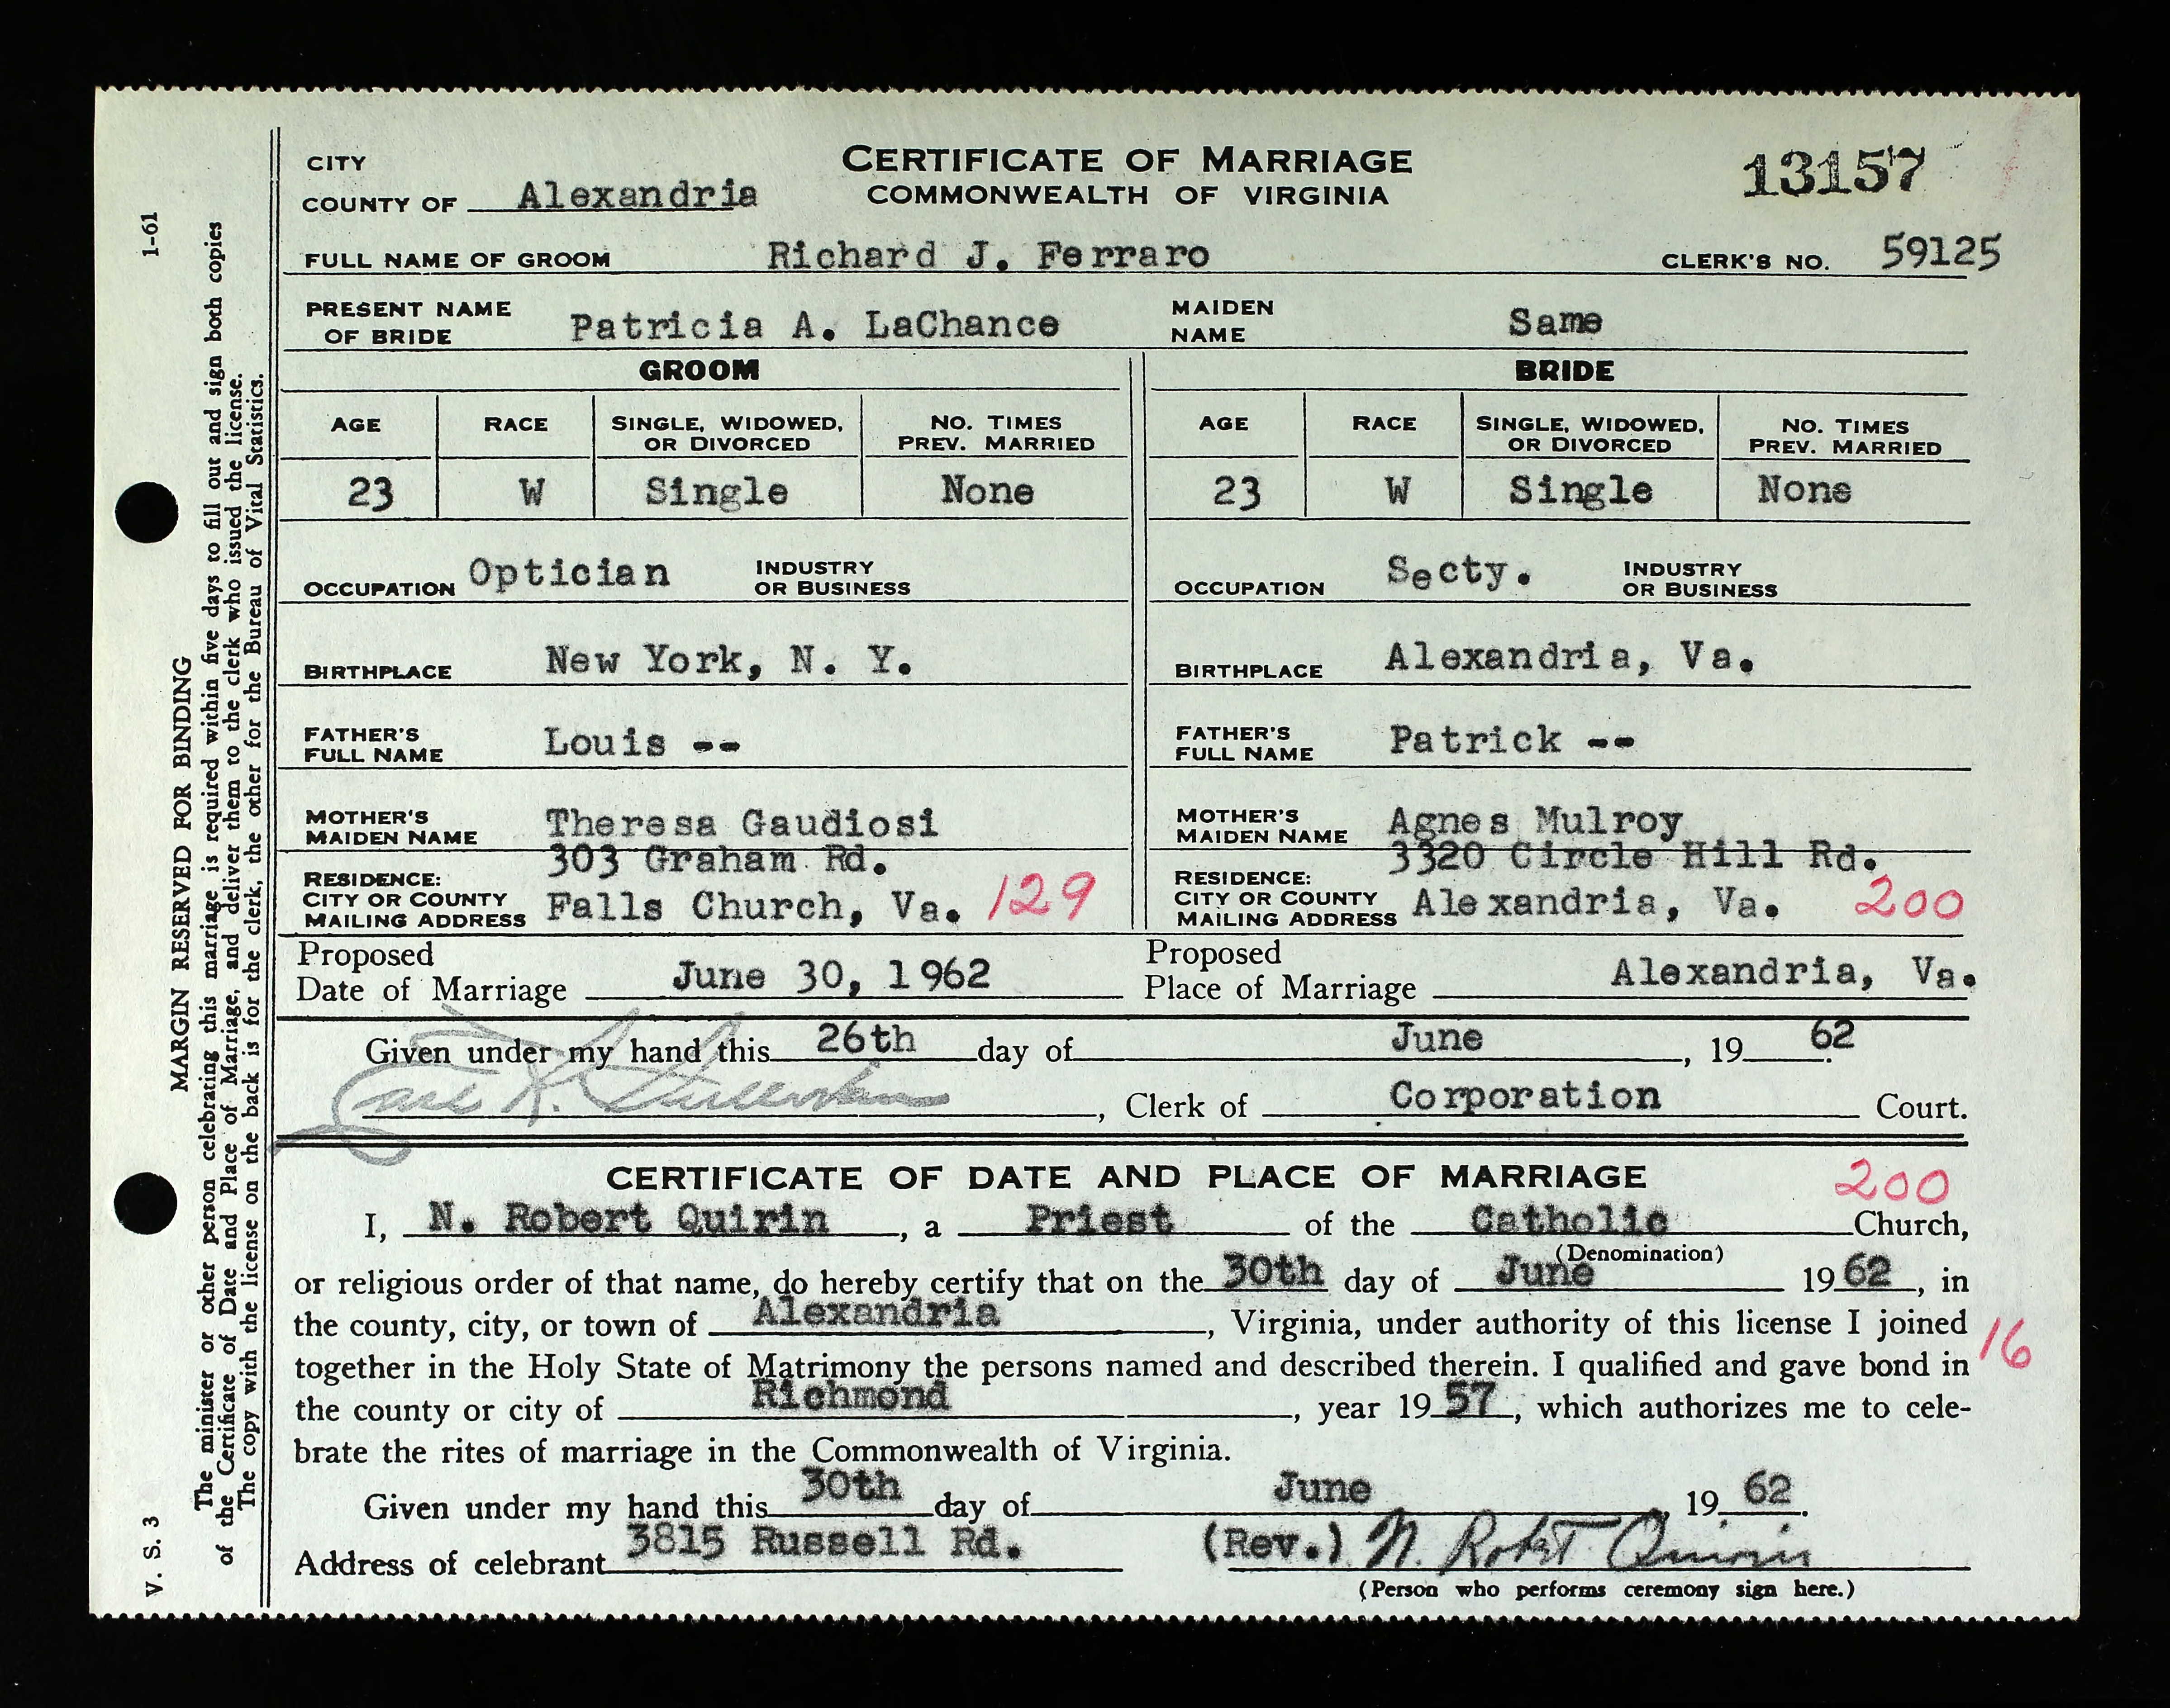 CITY
COUNTY OF Alexandria
CERTIFICATE OF MARRIAGE
COMMONWEALTH OF VIRGINIA
13157
FULL NAME OF GROOM Richard J. Ferraro CLERK'S NO. 59125
PRESENT NAME OF BRIDE Patricia A. LaChance MAIDEN NAME Same
GROOM BRIDE
AGE RACE SINGLE, WIDOWED, OR DIVORCED NO. TIMES PREV. MARRIED AGE RACE SINGLE, WIDOWED, OR DIVORCED NO. TIMES PREV. MARRIED
23 W Single None 23 W Single None
OCCUPATION Optician INDUSTRY OR BUSINESS OCCUPATION Secty. INDUSTRY OR BUSINESS
BIRTHPLACE New York, N. Y. BIRTHPLACE Alexandria, Va.
FATHER'S FULL NAME Louis -- FATHER'S FULL NAME Patrick --
MOTHER'S MAIDEN NAME Theresa Gaudiosi MOTHER'S MAIDEN NAME Agnes Mulroy
303 Graham Rd. 3320 Circle Hill Rd.
RESIDENCE: CITY OR COUNTY MAILING ADDRESS Falls Church, Va. 129 RESIDENCE: CITY OR COUNTY MAILING ADDRESS Alexandria, Va. 200
Proposed Date of Marriage June 30, 1962 Proposed Place of Marriage Alexandria, Va.
Given under my hand this 26th day of June, 19 62.
, Clerk of Corporation Court.
CERTIFICATE OF DATE AND PLACE OF MARRIAGE 200
I, N. Robert Quirin, a Priest of the Catholic Church,
(Denomination)
or religious order of that name, do hereby certify that on the 30th day of June 19 62, in
the county, city, or town of Alexandria, Virginia, under authority of this license I joined 16
together in the Holy State of Matrimony the persons named and described therein. I qualified and gave bond in
the county or city of Richmond, year 19 57, which authorizes me to cele-
brate the rites of marriage in the Commonwealth of Virginia.
Given under my hand this 30th day of June 19 62.
Address of celebrant 3815 Russell Rd. (Rev.) N. Robt Quirin
(Person who performs ceremony sign here.)
V. S. 3 1-61
MARGIN RESERVED FOR BINDING
The minister or other person celebrating this marriage is required within five days to fill out and sign both copies
of the Certificate of Date and Place of Marriage, and deliver them to the clerk who issued the license.
The copy with the license on the back is for the clerk, the other for the Bureau of Vital Statistics.